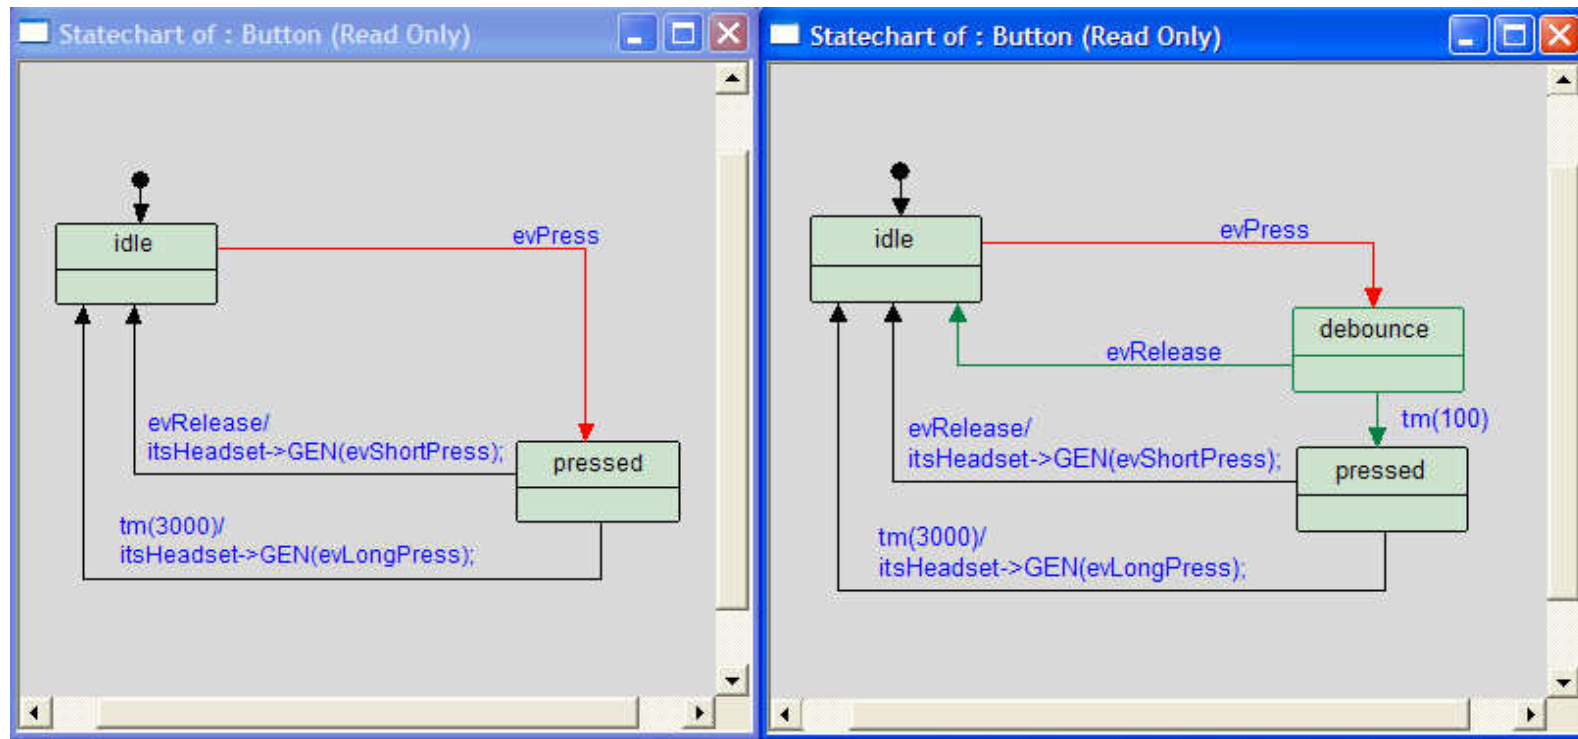 Statechart of : Button (Read Only)
idle
evPress
evRelease/
itsHeadset->GEN(evShortPress);
pressed
tm(3000)/
itsHeadset->GEN(evLongPress);
Statechart of : Button (Read Only)
idle
evPress
debounce
evRelease
tm(100)
evRelease/
itsHeadset->GEN(evShortPress);
pressed
tm(3000)/
itsHeadset->GEN(evLongPress);